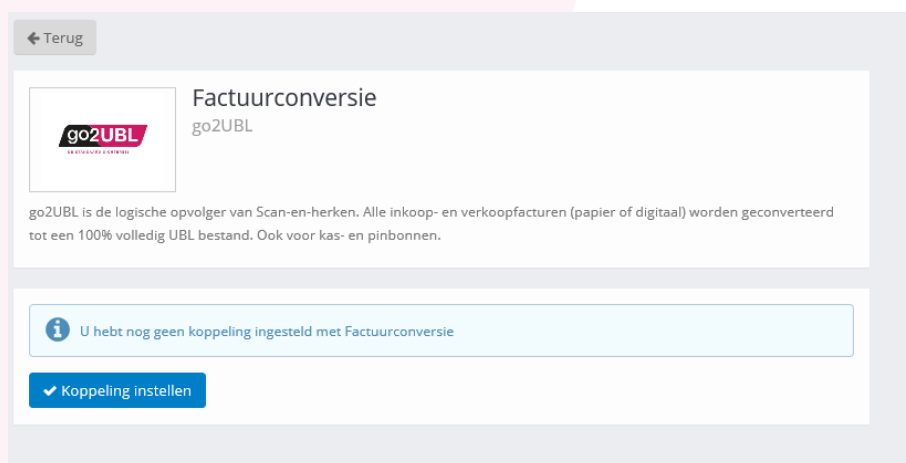 Terug
Factuurconversie
go2UBL
go2UBL
go2UBL is de logische opvolger van Scan-en-herken. Alle inkoop- en verkoopfacturen (papier of digitaal) worden geconverteerd
tot een 100% volledig UBL bestand. Ook voor kas- en pinbonnen.
U hebt nog geen koppeling ingesteld met Factuurconversie
Koppeling instellen